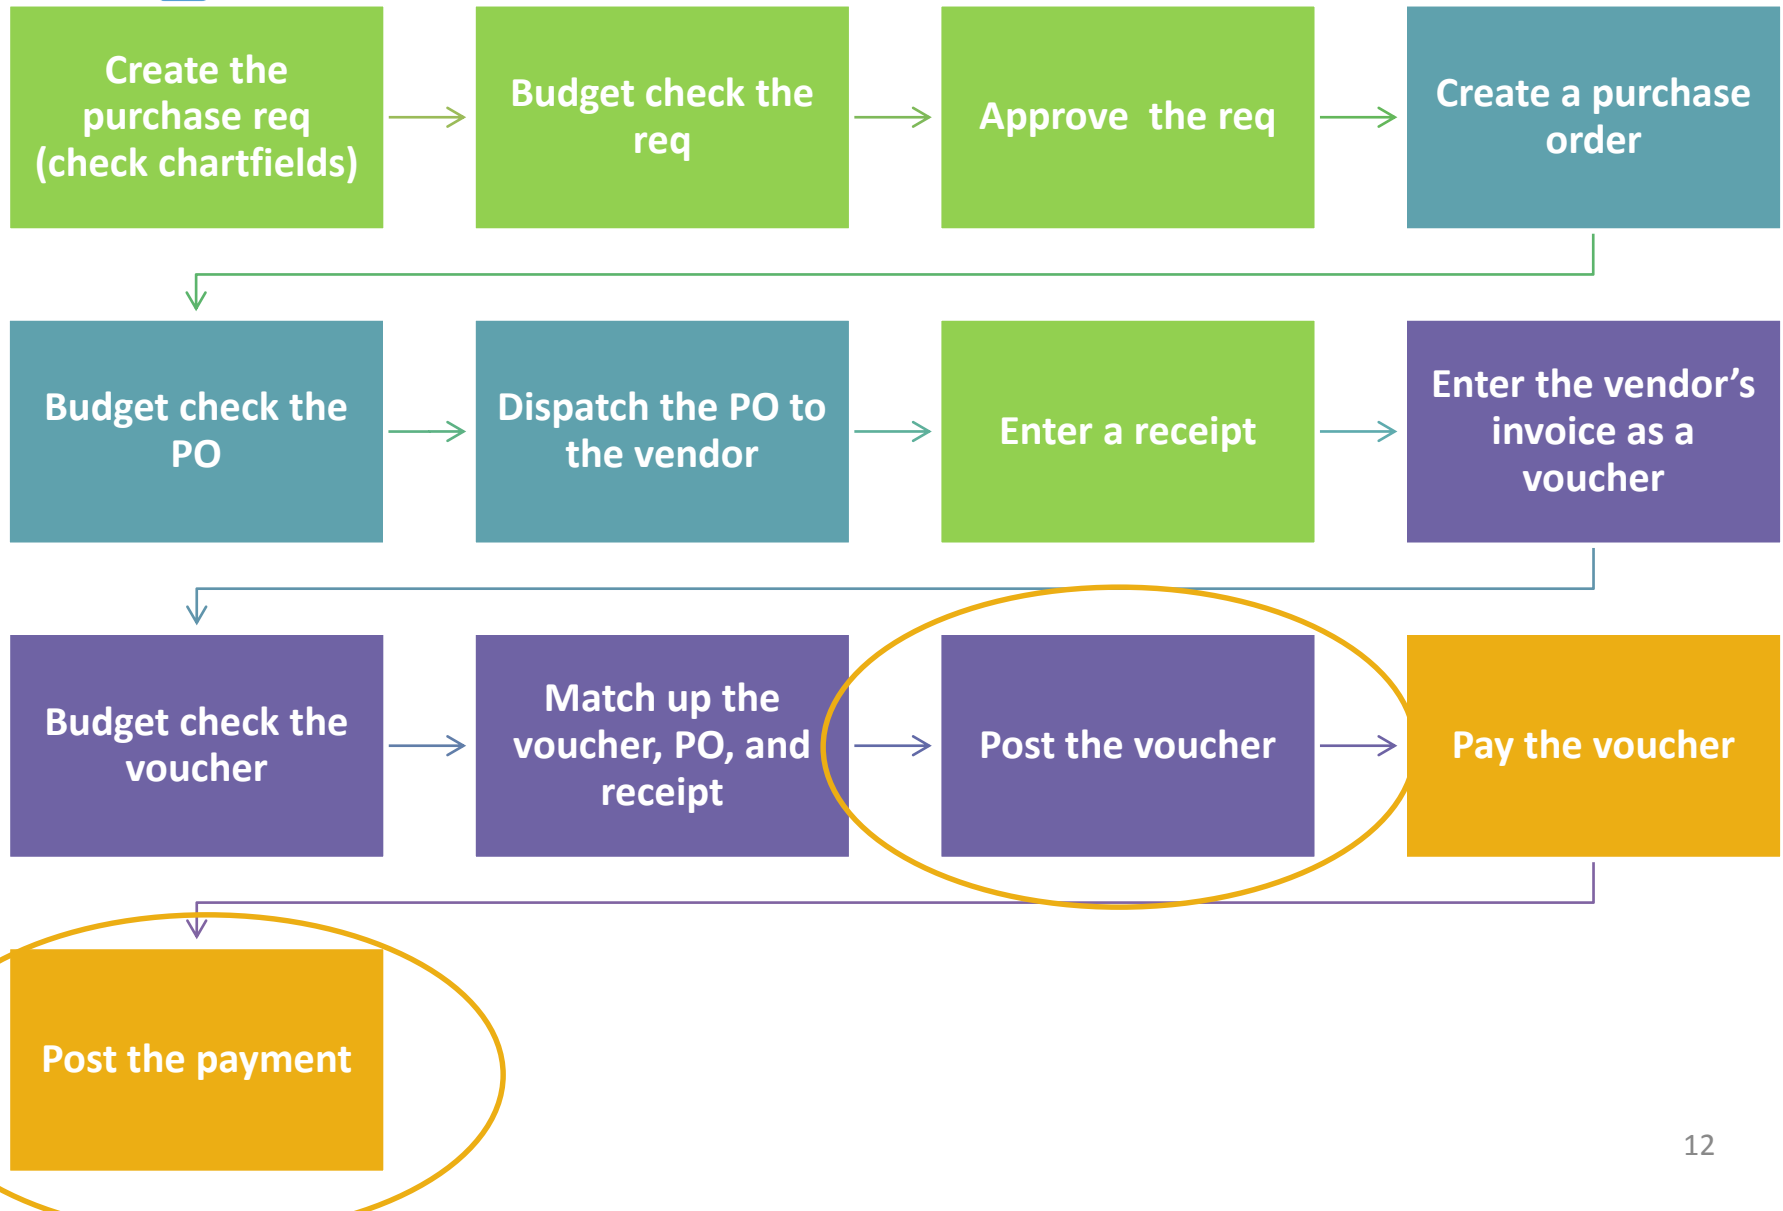 Create the
purchase req
(check chartfields)
Budget check the
req
Approve  the req
Create a purchase
order
Budget check the
PO
Dispatch the PO to
the vendor
Enter a receipt
Enter the vendor’s
invoice as a
voucher
Budget check the
voucher
Match up the
voucher, PO, and
receipt
Post the voucher
Pay the voucher
Post the payment
12